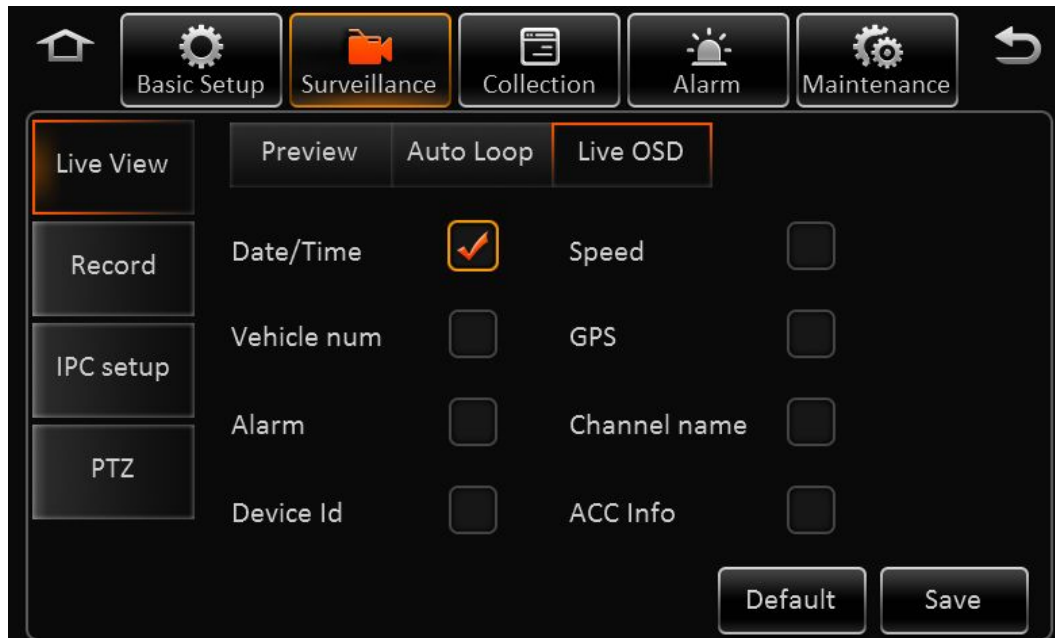 Basic Setup Surveillance Collection Alarm Maintenance
Live View Preview Auto Loop Live OSD
Record Date/Time Speed
IPC setup Vehicle num GPS
Alarm Channel name
PTZ
Device Id ACC Info
Default Save